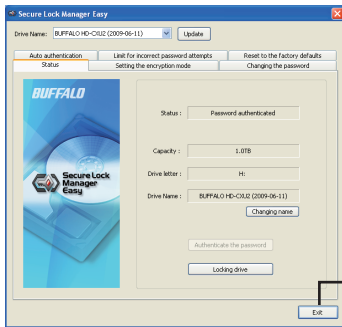 Secure Lock Manager Easy
Drive Name: BUFFALO HD-CXU2 (2009-06-11) Update
Auto authentication Limit for incorrect password attempts Reset to the factory defaults
Status Setting the encryption mode Changing the password
BUFFALO
Status : Password authenticated
Capacity : 1.0TB
Secure Lock
Manager
Easy
Drive letter : H:
Drive Name : BUFFALO HD-CXU2 (2009-06-11)
Changing name
Authenticate the password
Locking drive
Exit